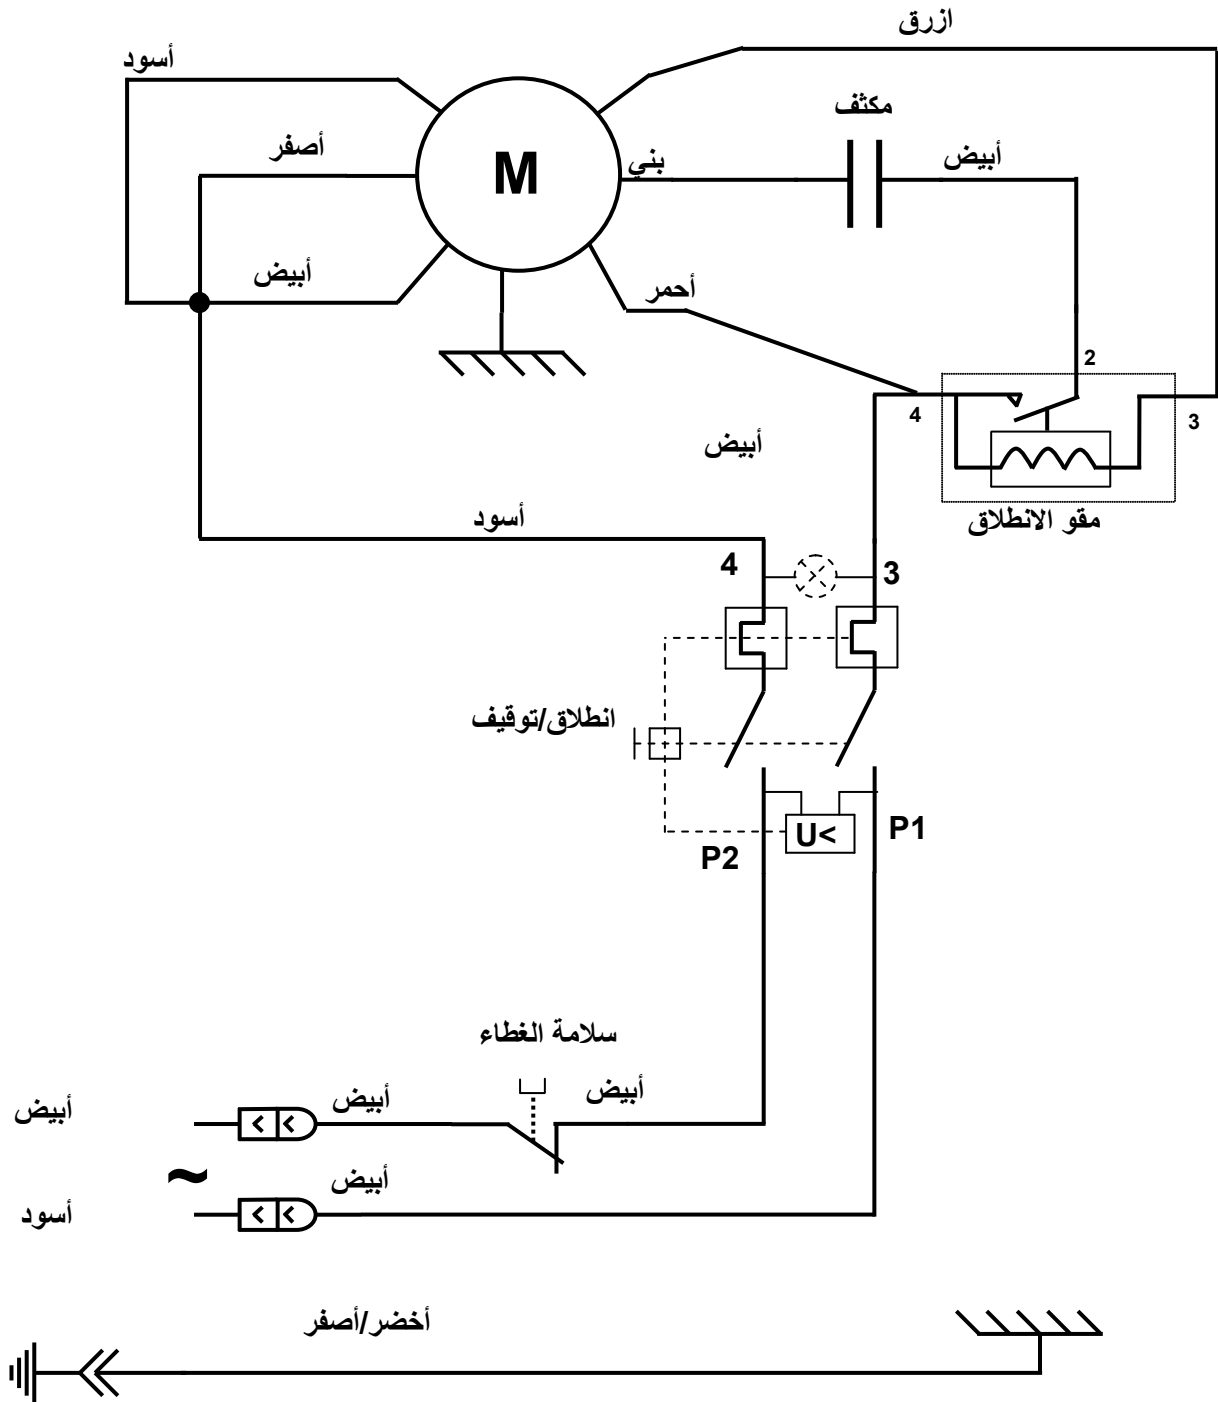 ازرق
أسود
مكثف
أصفر
M
بني
أبيض
أبيض
أحمر
2
4
3
أبيض
أسود
مقو الانطلاق
4
3
انطلاق/توقيف
U<
P1
P2
سلامة الغطاء
أبيض
أبيض
أبيض
~
أبيض
أسود
أخضر/أصفر